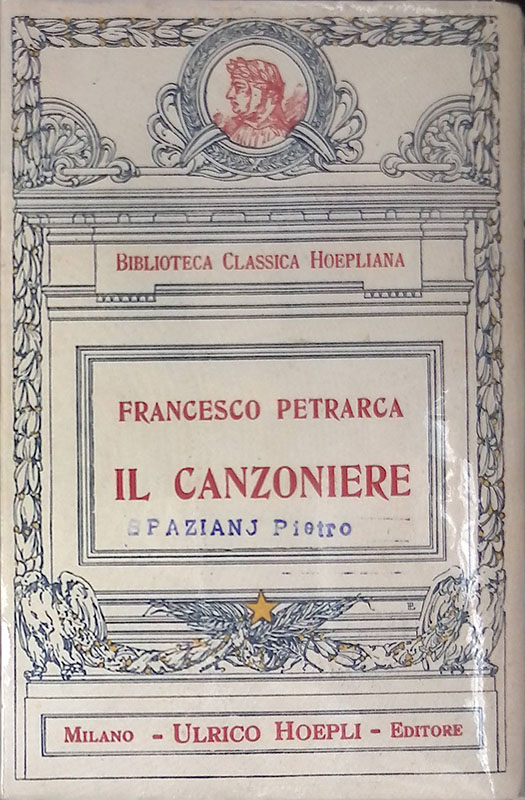 BIBLIOTECA CLASSICA HOEPLIANA
FRANCESCO PETRARCA
IL CANZONIERE
SPAZIANJ Pietro
MILANO - ULRICO HOEPLI - EDITORE